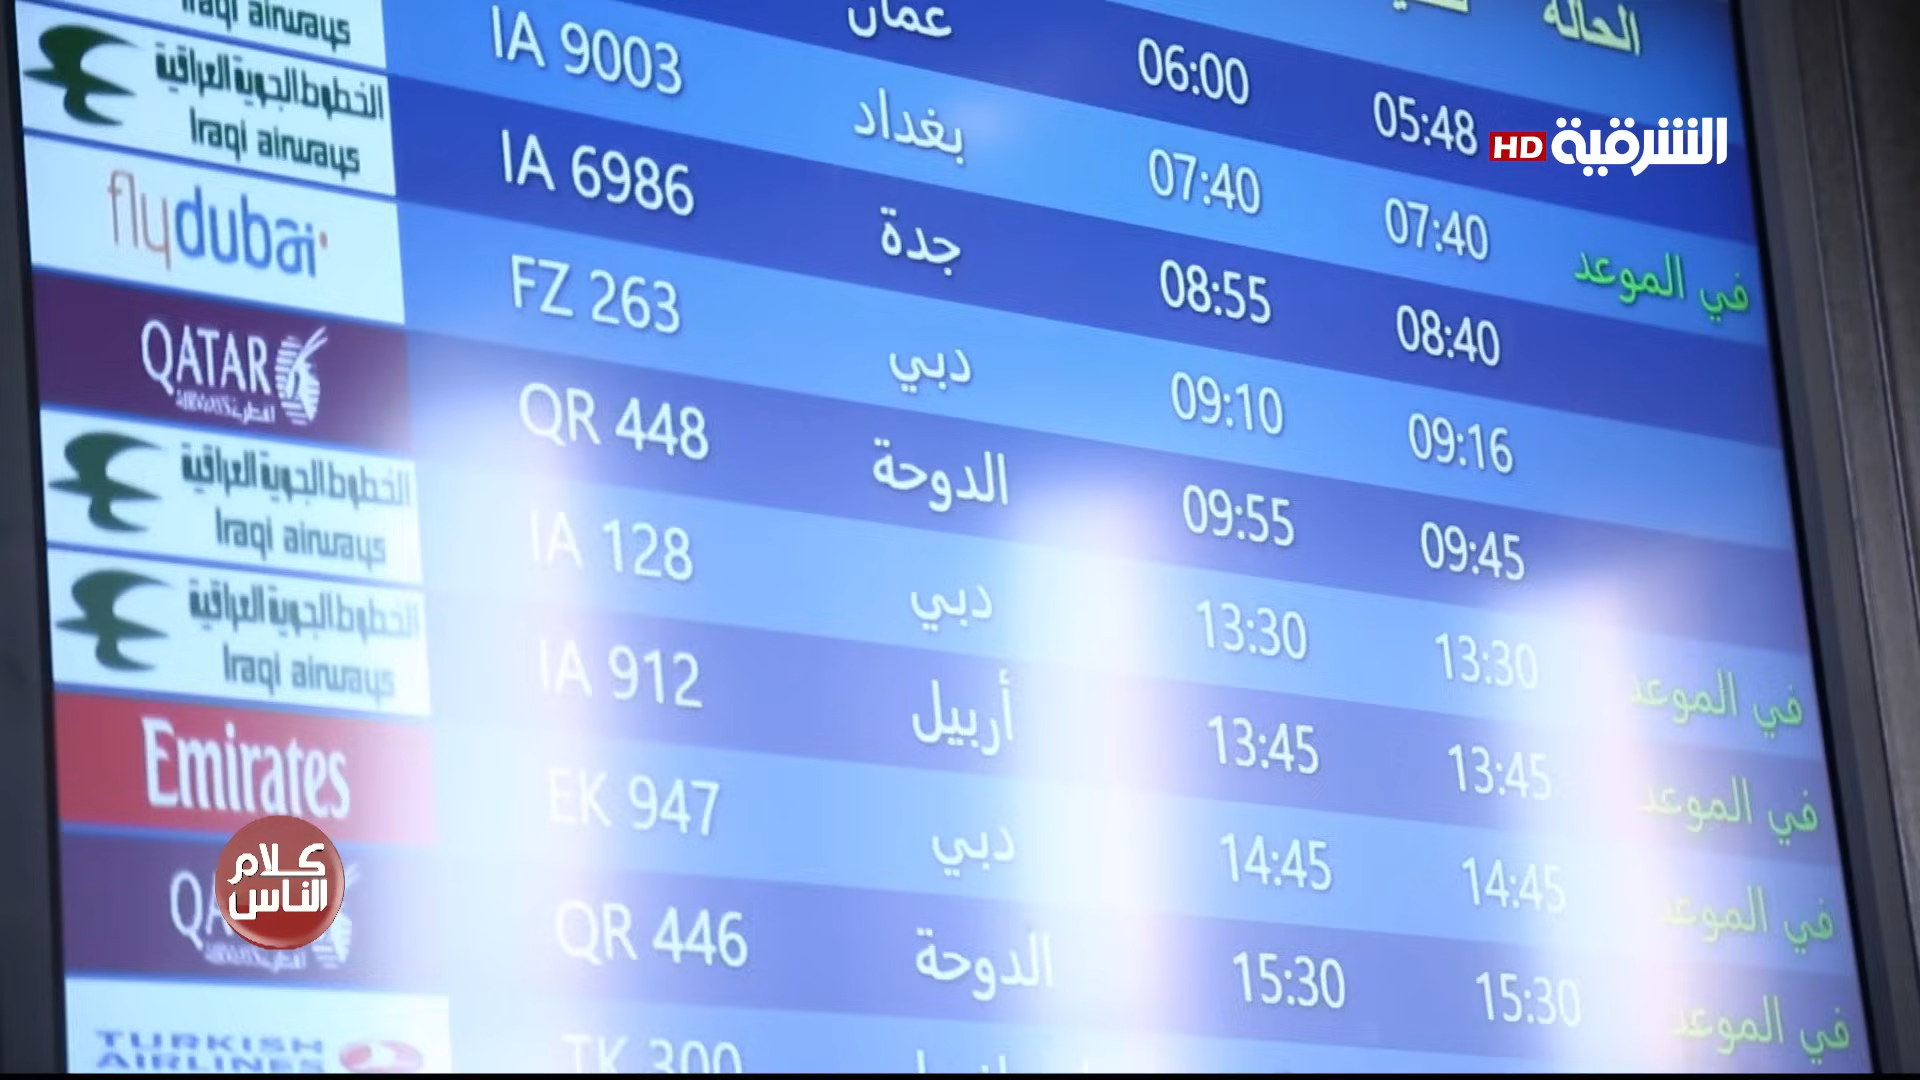 الحالة
عمان 06:00 05:48
Iraqi airways IA 9003 بغداد 07:40 07:40 في الموعد
الشرقية HD
الخطوط الجوية العراقية
Iraqi airways IA 6986 جدة 08:55 08:40
flydubai FZ 263 دبي 09:10 09:16
QATAR QR 448 الدوحة 09:55 09:45
الخطوط الجوية العراقية
Iraqi airways IA 128 دبي 13:30 13:30 في الموعد
الخطوط الجوية العراقية
Iraqi airways IA 912 أربيل 13:45 13:45 في الموعد
Emirates EK 947 دبي 14:45 14:45 في الموعد
QR 446 الدوحة 15:30 15:30 في الموعد
كلام
الناس
TURKISH
AIRLINES TK 300